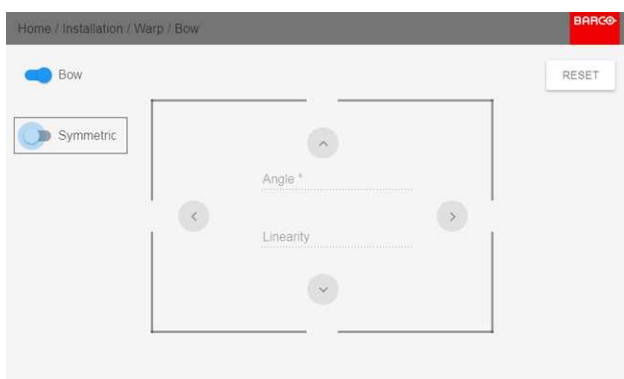 Home / Installation / Warp / Bow
BARCO
Bow
RESET
Symmetric
Angle *
Linearity